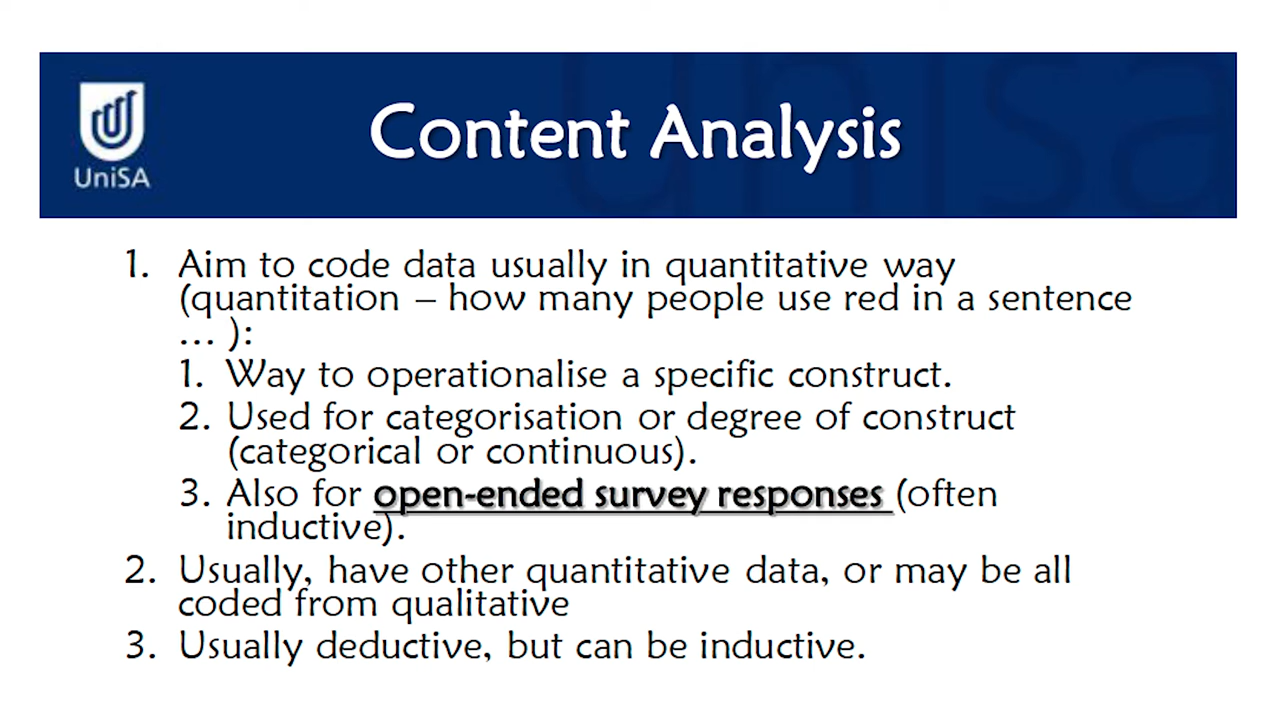 UniSA
Content Analysis
1. Aim to code data usually in quantitative way
(quantitation – how many people use red in a sentence
… ):
1. Way to operationalise a specific construct.
2. Used for categorisation or degree of construct
(categorical or continuous).
3. Also for open-ended survey responses (often
inductive).
2. Usually, have other quantitative data, or may be all
coded from qualitative
3. Usually deductive, but can be inductive.